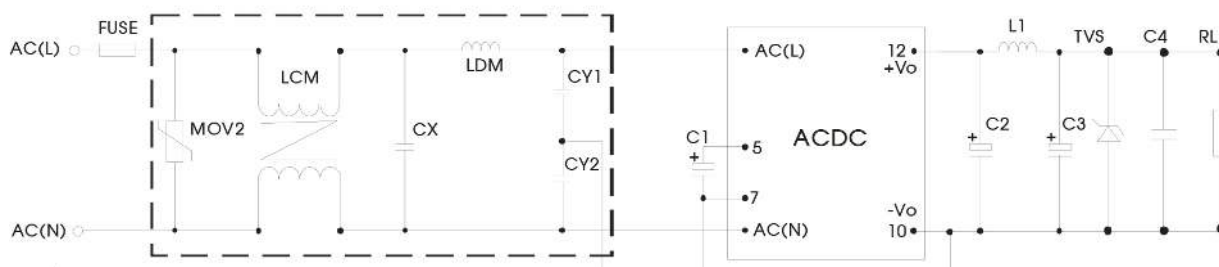 FUSE
AC(L)
LCM
LDM
MOV2
CX
CY1
CY2
AC(N)
AC(L)
12
+Vo
C1
5
ACDC
7
-Vo
AC(N)
10
L1
TVS
C4
RL
C2
C3
+
+
+